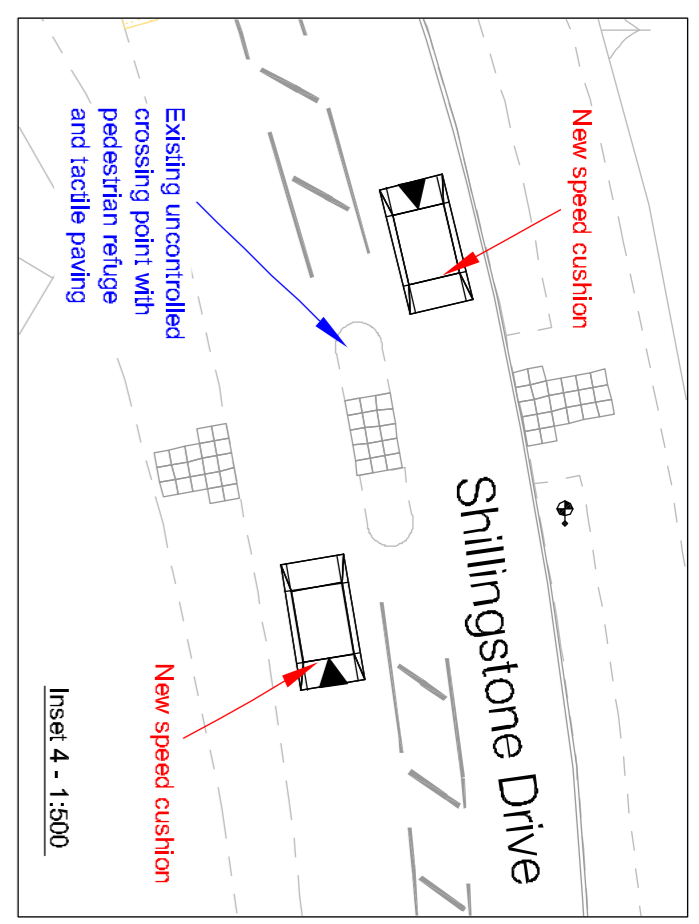 New speed cushion
Shillingstone Drive
Existing uncontrolled
crossing point with
pedestrian refuge
and tactile paving
New speed cushion
Inset 4 - 1:500